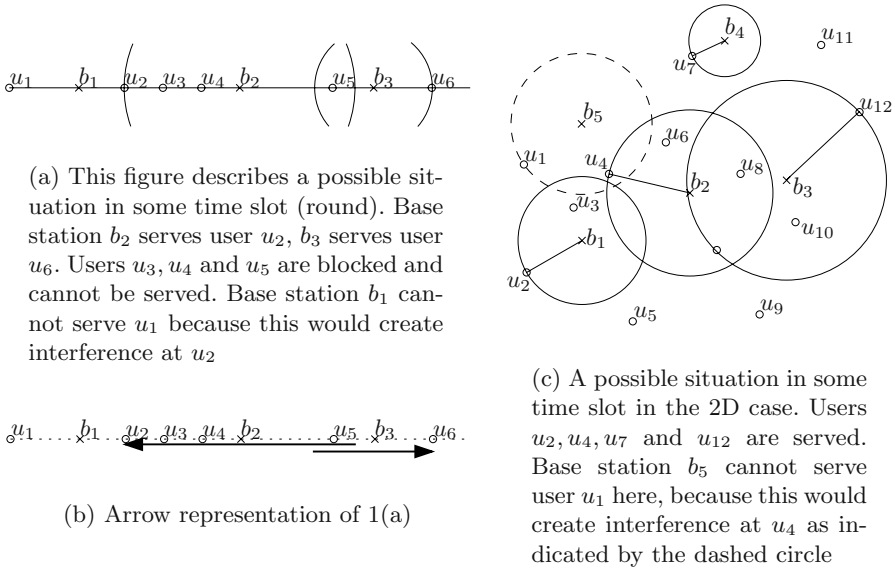 u1 b1 u2 u3 u4 b2 u5 b3 u6
(a) This figure describes a possible sit-
uation in some time slot (round). Base
station b2 serves user u2, b3 serves user
u6. Users u3, u4 and u5 are blocked and
cannot be served. Base station b1 can-
not serve u1 because this would create
interference at u2
u1 b1 u2 u3 u4 b2 u5 b3 u6
(b) Arrow representation of 1(a)
b4
u11
u7
u12
b5
u6
u1
u4
u8
b2
b3
u3
u10
b1
u2
u9
u5
(c) A possible situation in some
time slot in the 2D case. Users
u2, u4, u7 and u12 are served.
Base station b5 cannot serve
user u1 here, because this would
create interference at u4 as in-
dicated by the dashed circle